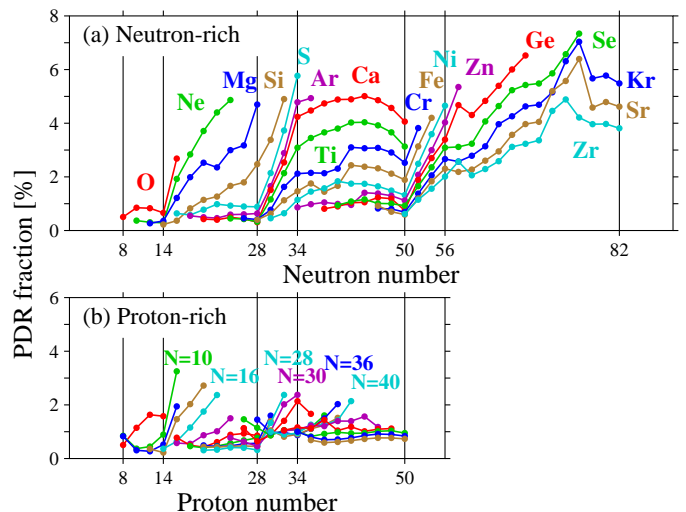 8
(a) Neutron-rich
S
Ni
Ge
Se
Si
Ar
Ca
Zn
Mg
Fe
Kr
Ne
Cr
Sr
6
4
O
Ti
Zr
2
0
8
14
28
34
50
56
82
Neutron number
PDR fraction [%]
6
(b) Proton-rich
4
N=10
N=28
N=36
N=16
N=30
N=40
2
0
8
14
28
34
50
Proton number